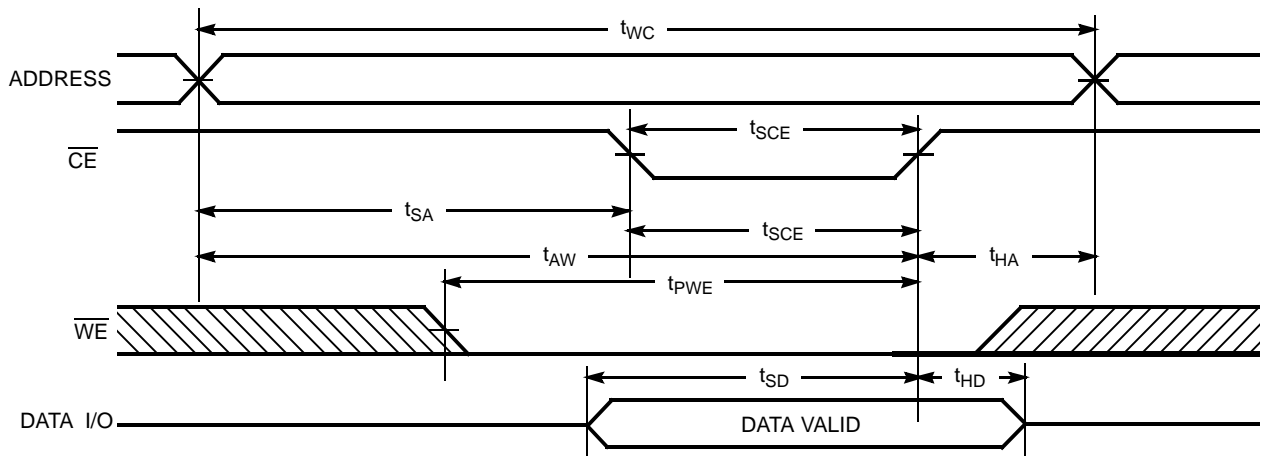 tWC
ADDRESS
tSCE
CE
tSA
tSCE
tAW
tHA
tPWE
WE
tSD
tHD
DATA I/O
DATA VALID